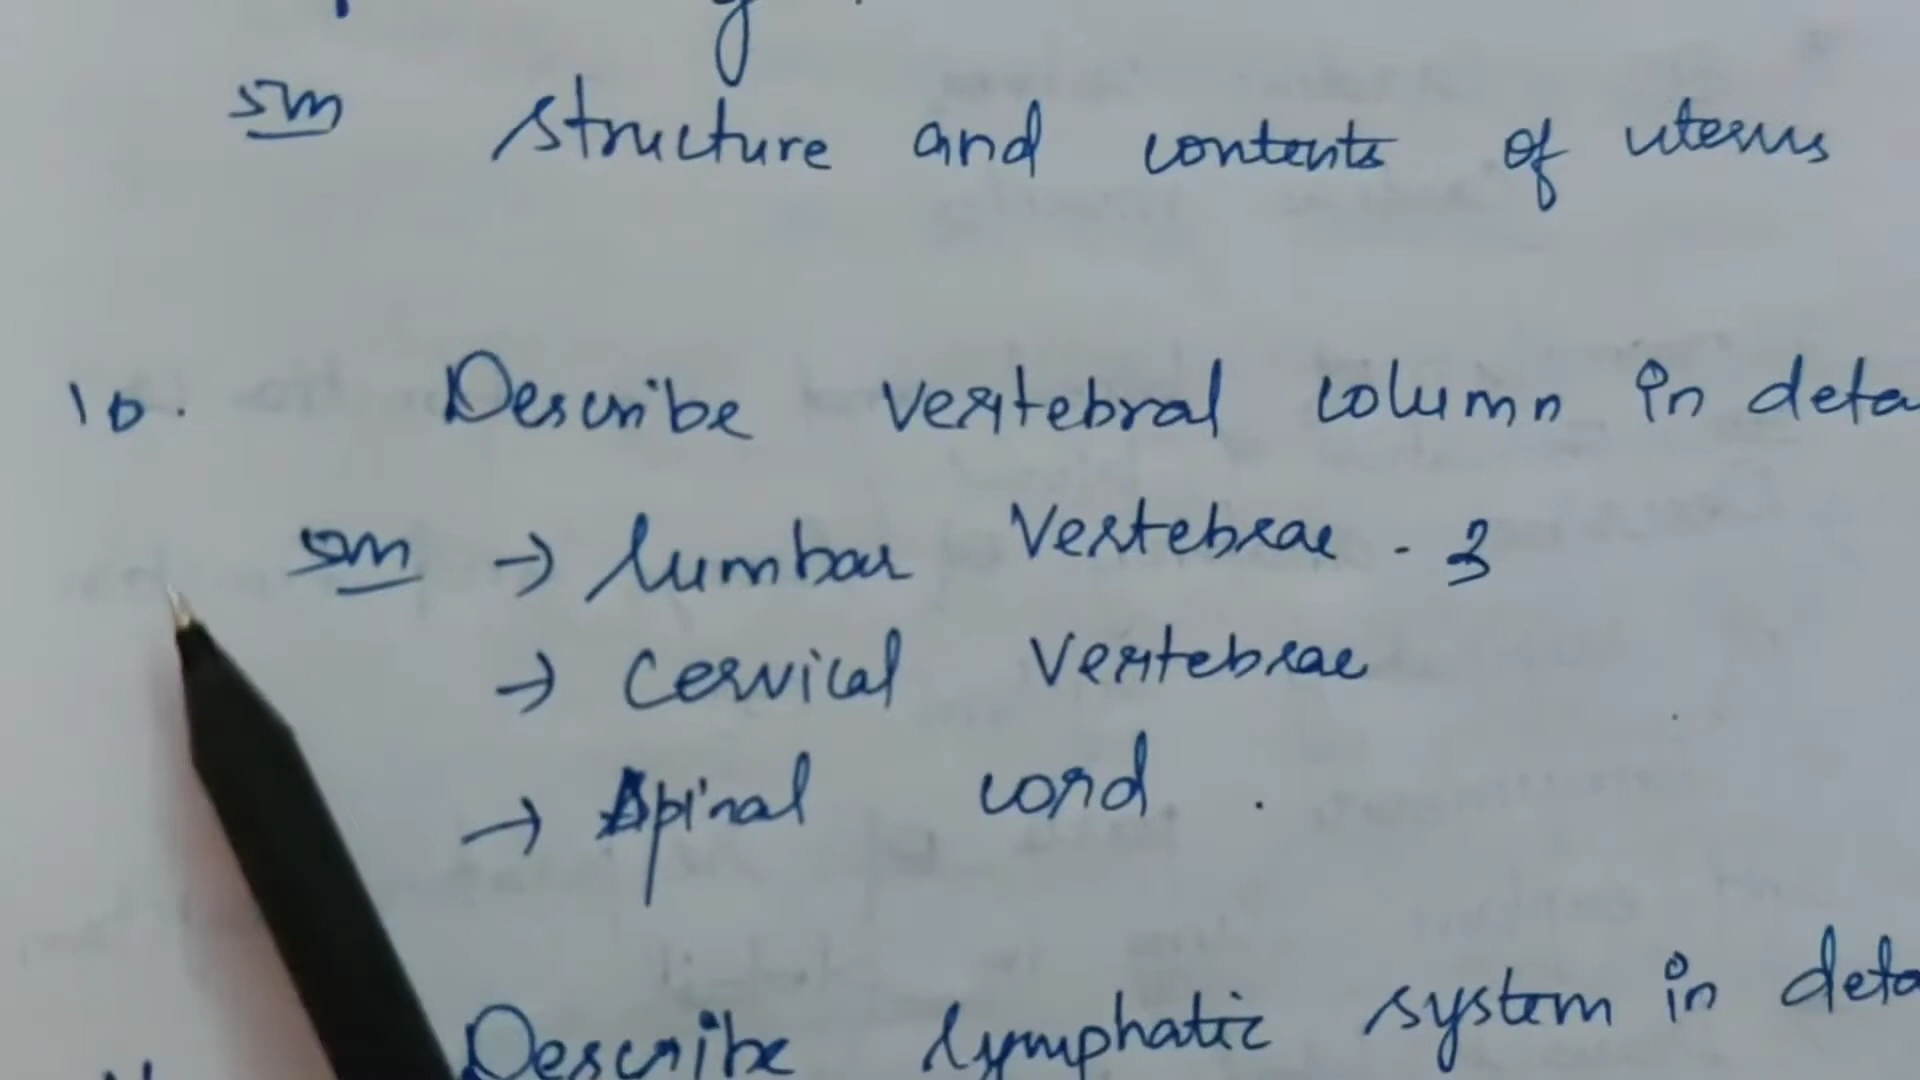 5m structure and contents of uterus
10. Describe vertebral column in deta
5m → lumbar vertebrae - 3
→ Cervical vertebrae
→ Spinal cord .
Describe lymphatic system in deta